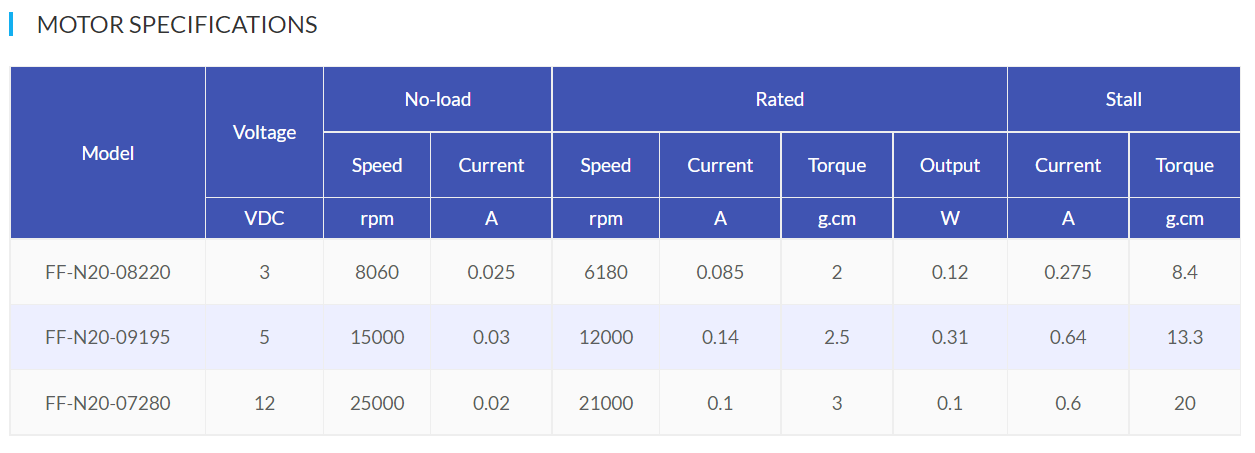 MOTOR SPECIFICATIONS
Model Voltage No-load Rated Stall
Speed Current Speed Current Torque Output Current Torque
VDC rpm A rpm A g.cm W A g.cm
FF-N20-08220 3 8060 0.025 6180 0.085 2 0.12 0.275 8.4
FF-N20-09195 5 15000 0.03 12000 0.14 2.5 0.31 0.64 13.3
FF-N20-07280 12 25000 0.02 21000 0.1 3 0.1 0.6 20